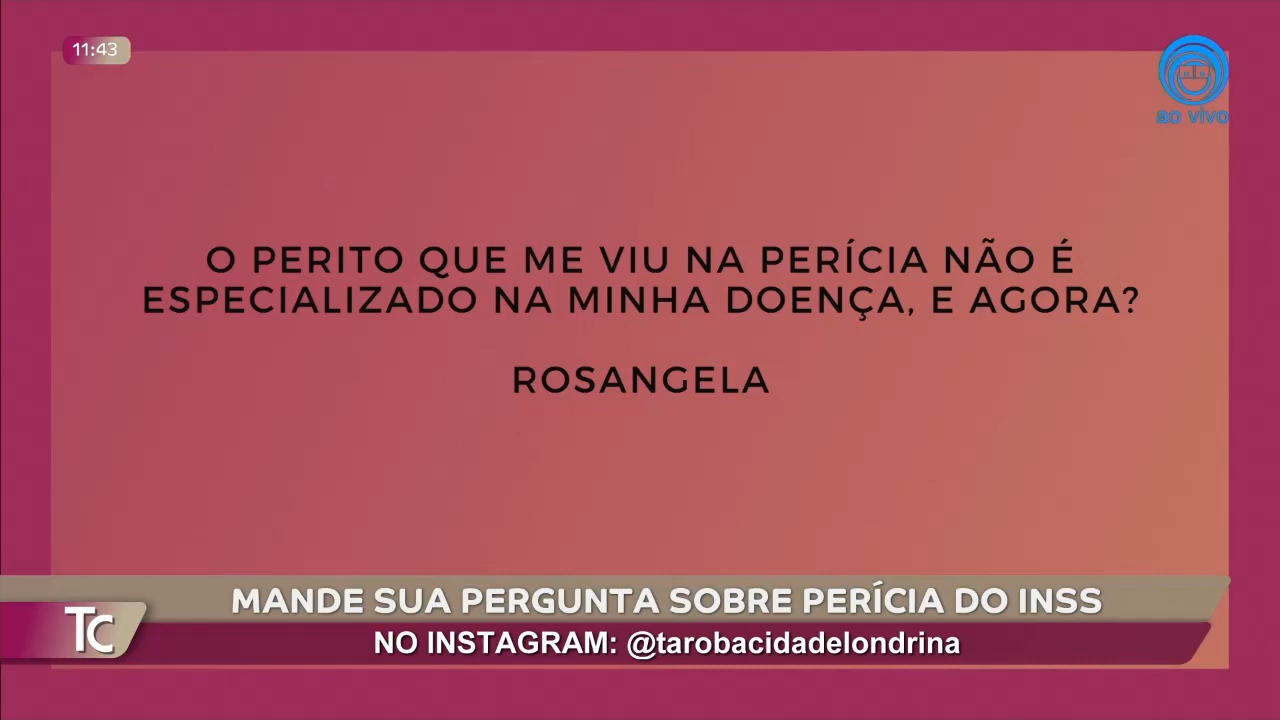 11:43
ao vivo
O PERITO QUE ME VIU NA PERÍCIA NÃO É
ESPECIALIZADO NA MINHA DOENÇA, E AGORA?
ROSANGELA
MANDE SUA PERGUNTA SOBRE PERÍCIA DO INSS
Tc
NO INSTAGRAM: @tarobacidadelondrina